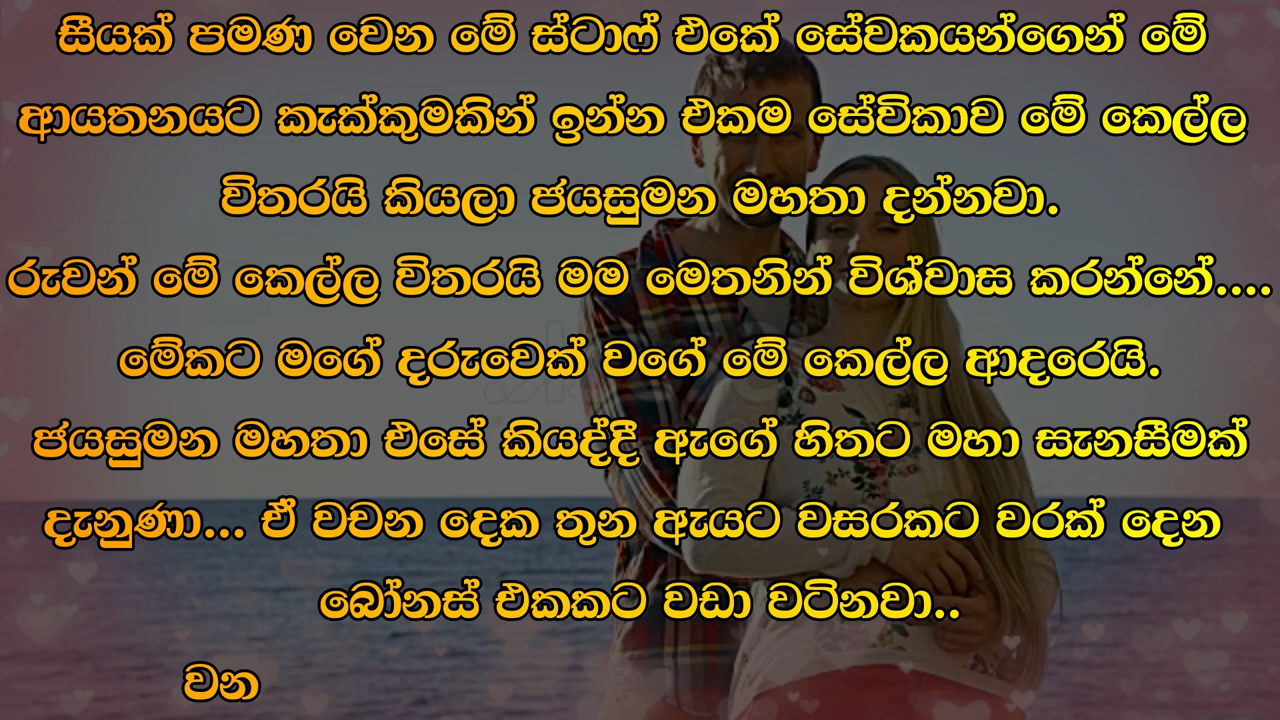 සීයක් පමණ වෙන මේ ස්ටාෆ් එකේ සේවකයන්ගෙන් මේ
ආයතනයට කැක්කුමකින් ඉන්න එකම සේවිකාව මේ කෙල්ල
විතරයි කියලා ජයසුමන මහතා දන්නවා.
රුවන් මේ කෙල්ල විතරයි මම මෙතනින් විශ්වාස කරන්නේ....
මේකට මගේ දරුවෙක් වගේ මේ කෙල්ල ආදරෙයි.
ජයසුමන මහතා එසේ කියද්දී ඇගේ හිතට මහා සැනසීමක්
දැනුණා... ඒ වචන දෙක තුන ඇයට වසරකට වරක් දෙන
බෝනස් එකකට වඩා වටිනවා..
වන